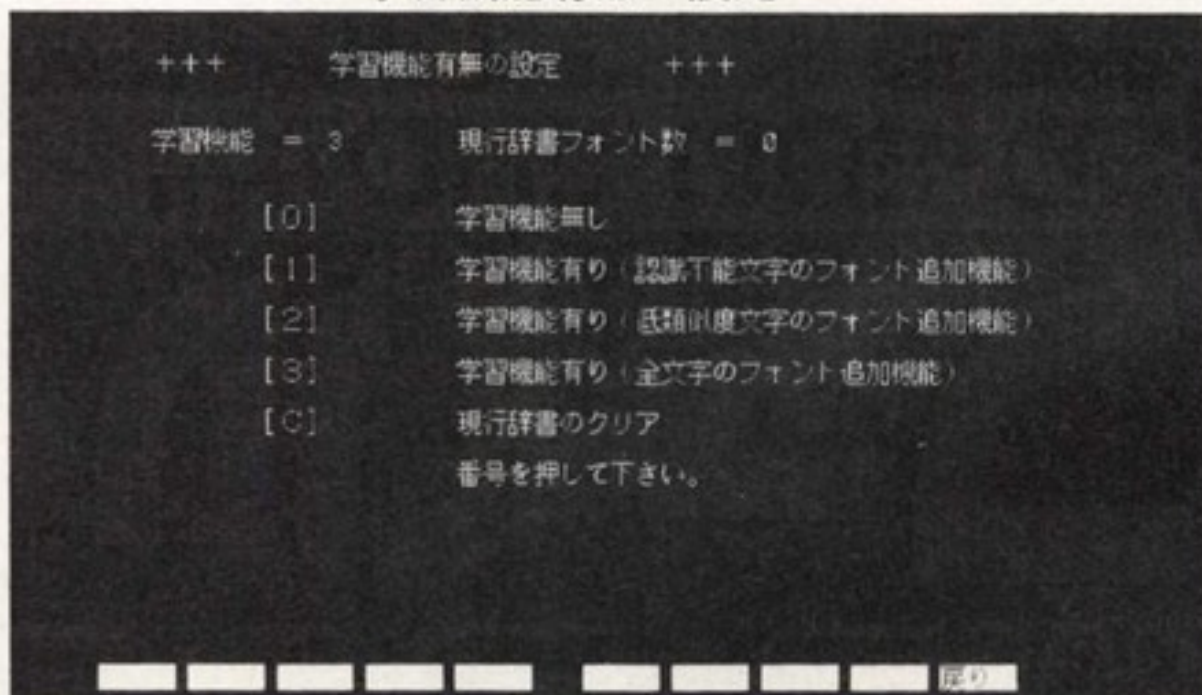 +++ 学習機能有無の設定 +++
学習機能 = 3 現行辞書フォント数 = 0
[0] 学習機能無し
[1] 学習機能有り(認識不能文字のフォント追加機能)
[2] 学習機能有り(低類似度文字のフォント追加機能)
[3] 学習機能有り(全文字のフォント追加機能)
[C] 現行辞書のクリア
番号を押して下さい。
戻り